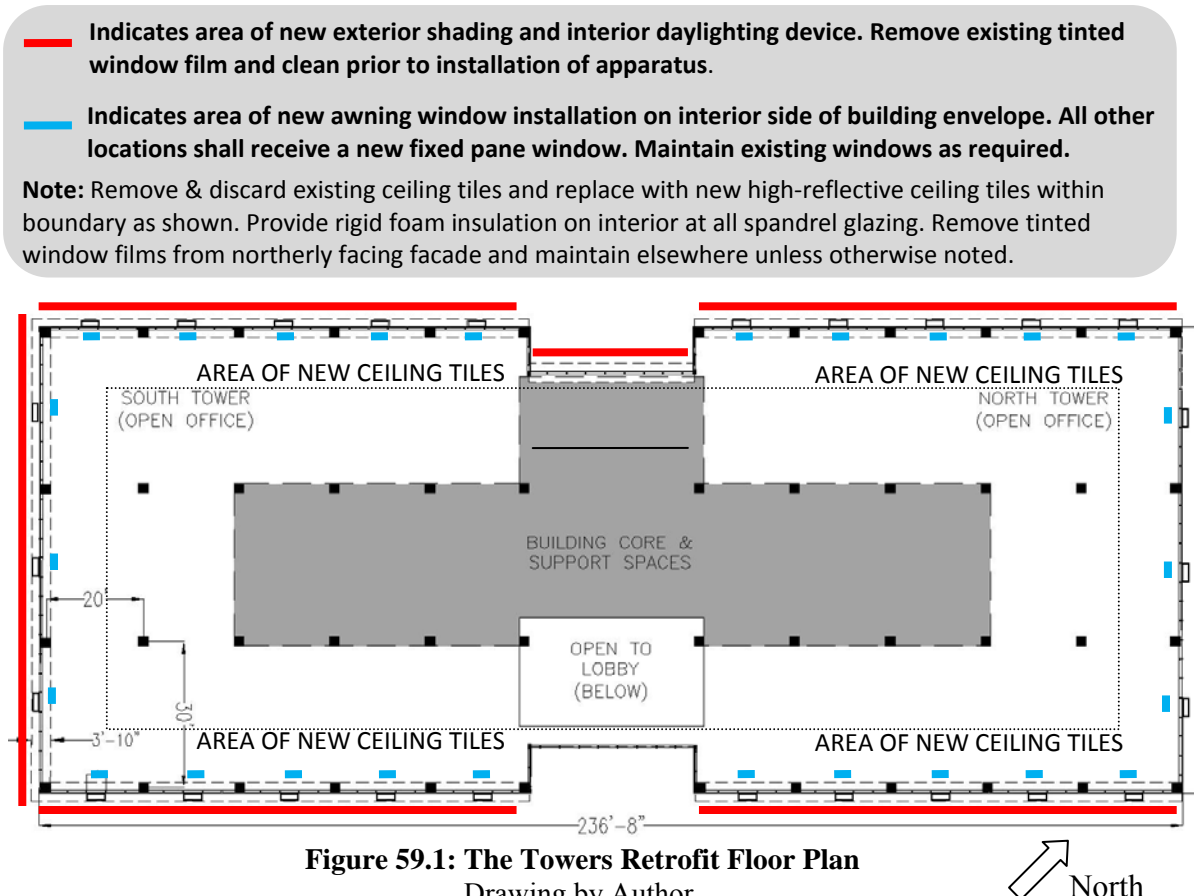 Indicates area of new exterior shading and interior daylighting device. Remove existing tinted
window film and clean prior to installation of apparatus.
Indicates area of new awning window installation on interior side of building envelope. All other
locations shall receive a new fixed pane window. Maintain existing windows as required.
Note: Remove & discard existing ceiling tiles and replace with new high-reflective ceiling tiles within
boundary as shown. Provide rigid foam insulation on interior at all spandrel glazing. Remove tinted
window films from northerly facing facade and maintain elsewhere unless otherwise noted.
AREA OF NEW CEILING TILES
AREA OF NEW CEILING TILES
SOUTH TOWER
(OPEN OFFICE)
NORTH TOWER
(OPEN OFFICE)
BUILDING CORE &
SUPPORT SPACES
20
OPEN TO
LOBBY
(BELOW)
30'
3'-10"
AREA OF NEW CEILING TILES
AREA OF NEW CEILING TILES
236'-8"
Figure 59.1: The Towers Retrofit Floor Plan
Drawing by Author
North